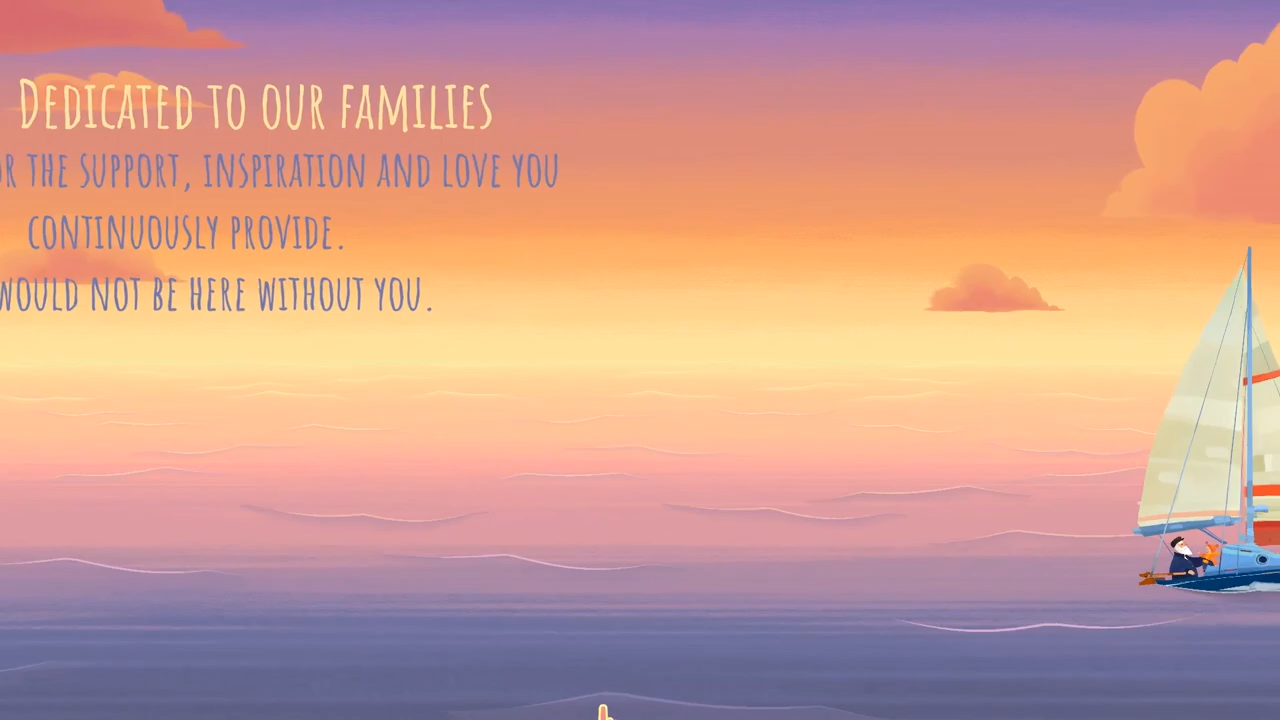 Dedicated to our families
the support, inspiration and love you
continuously provide.
would not be here without you.